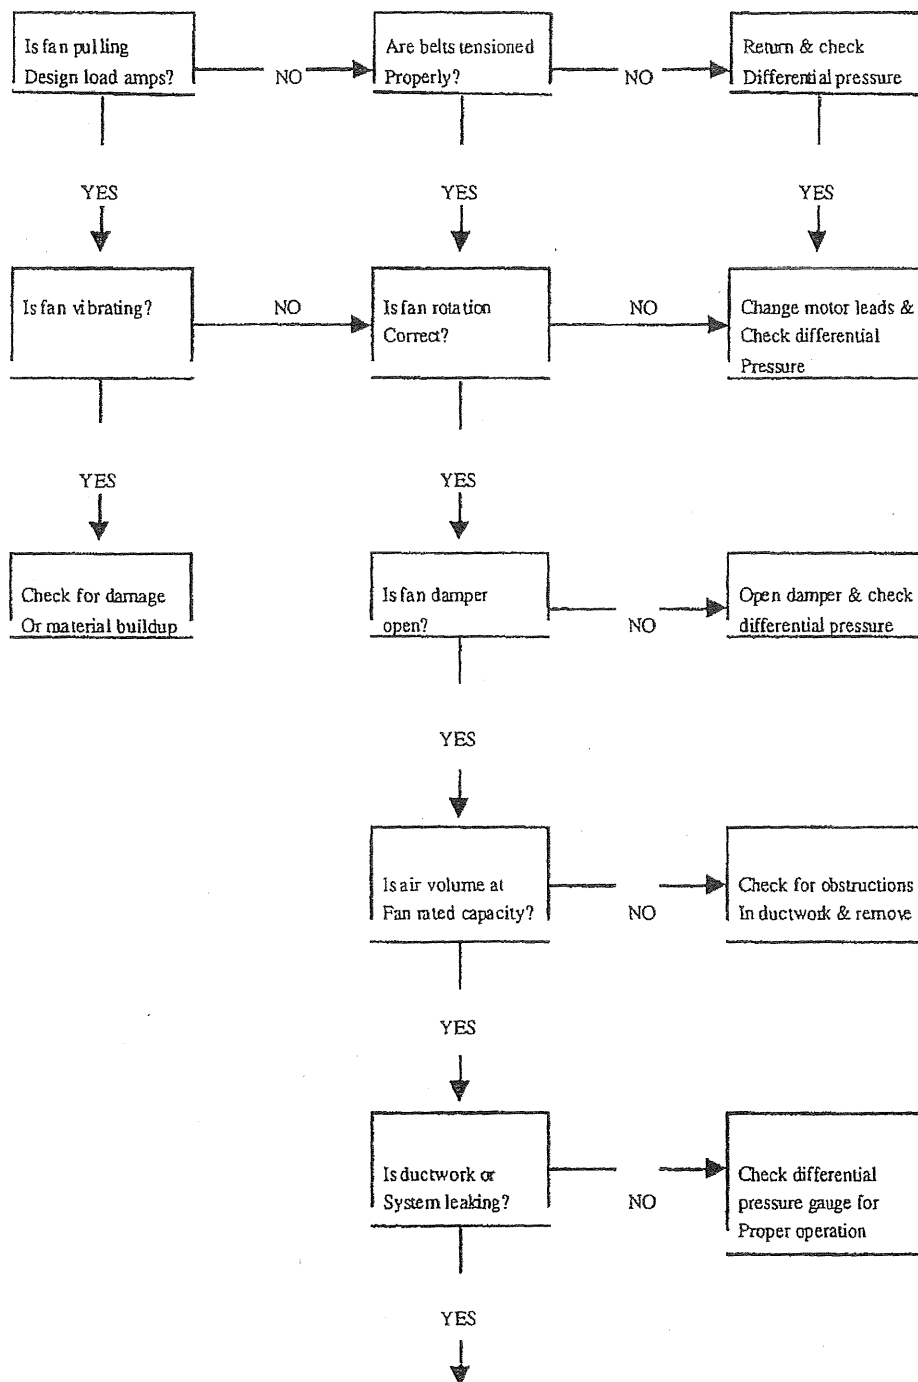 Is fan pulling
Design load amps?
NO
Are belts tensioned
Properly?
NO
Return & check
Differential pressure
YES
YES
YES
Is fan vibrating?
NO
Is fan rotation
Correct?
NO
Change motor leads &
Check differential
Pressure
YES
YES
Check for damage
Or material buildup
Is fan damper
open?
NO
Open damper & check
differential pressure
YES
Is air volume at
Fan rated capacity?
NO
Check for obstructions
In ductwork & remove
YES
Is ductwork or
System leaking?
NO
Check differential
pressure gauge for
Proper operation
YES